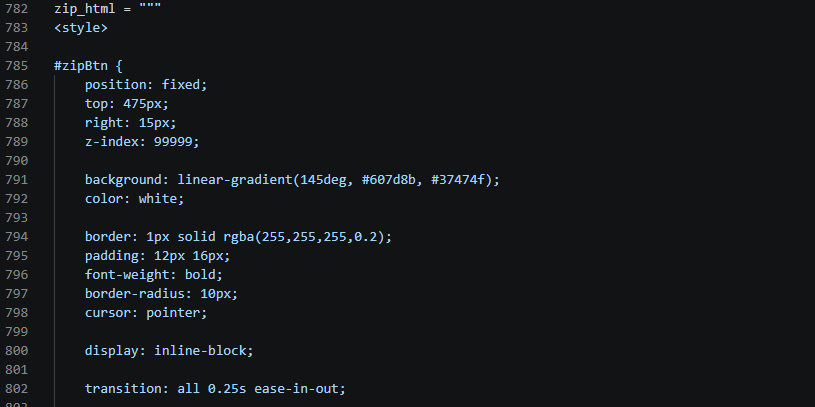 782 zip_html = """
783 <style>
784
785 #zipBtn {
786 position: fixed;
787 top: 475px;
788 right: 15px;
789 z-index: 99999;
790
791 background: linear-gradient(145deg, #607d8b, #37474f);
792 color: white;
793
794 border: 1px solid rgba(255,255,255,0.2);
795 padding: 12px 16px;
796 font-weight: bold;
797 border-radius: 10px;
798 cursor: pointer;
799
800 display: inline-block;
801
802 transition: all 0.25s ease-in-out;